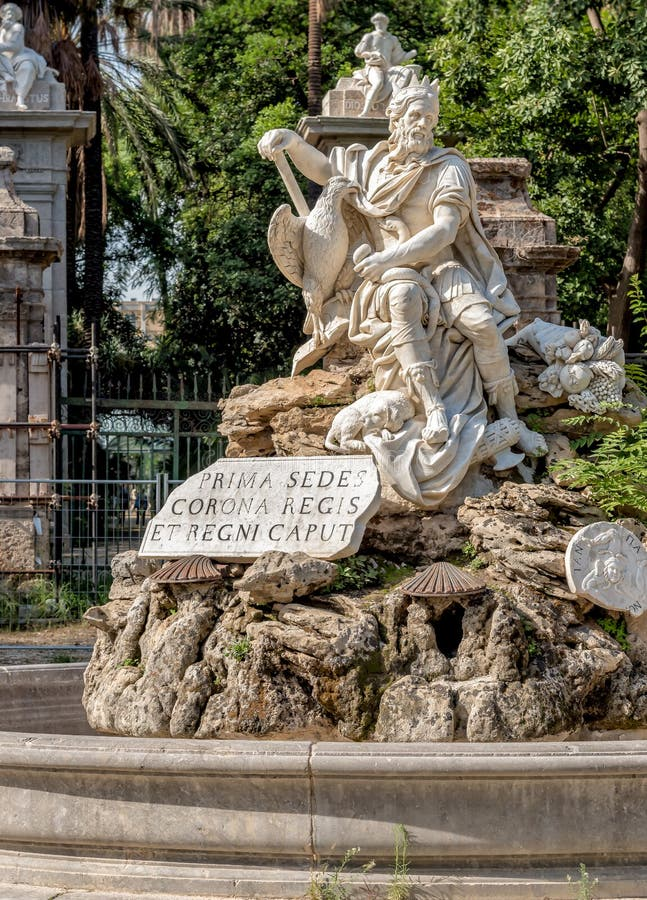 PRIMA SEDES
CORONA REGIS
ET REGNI CAPUT